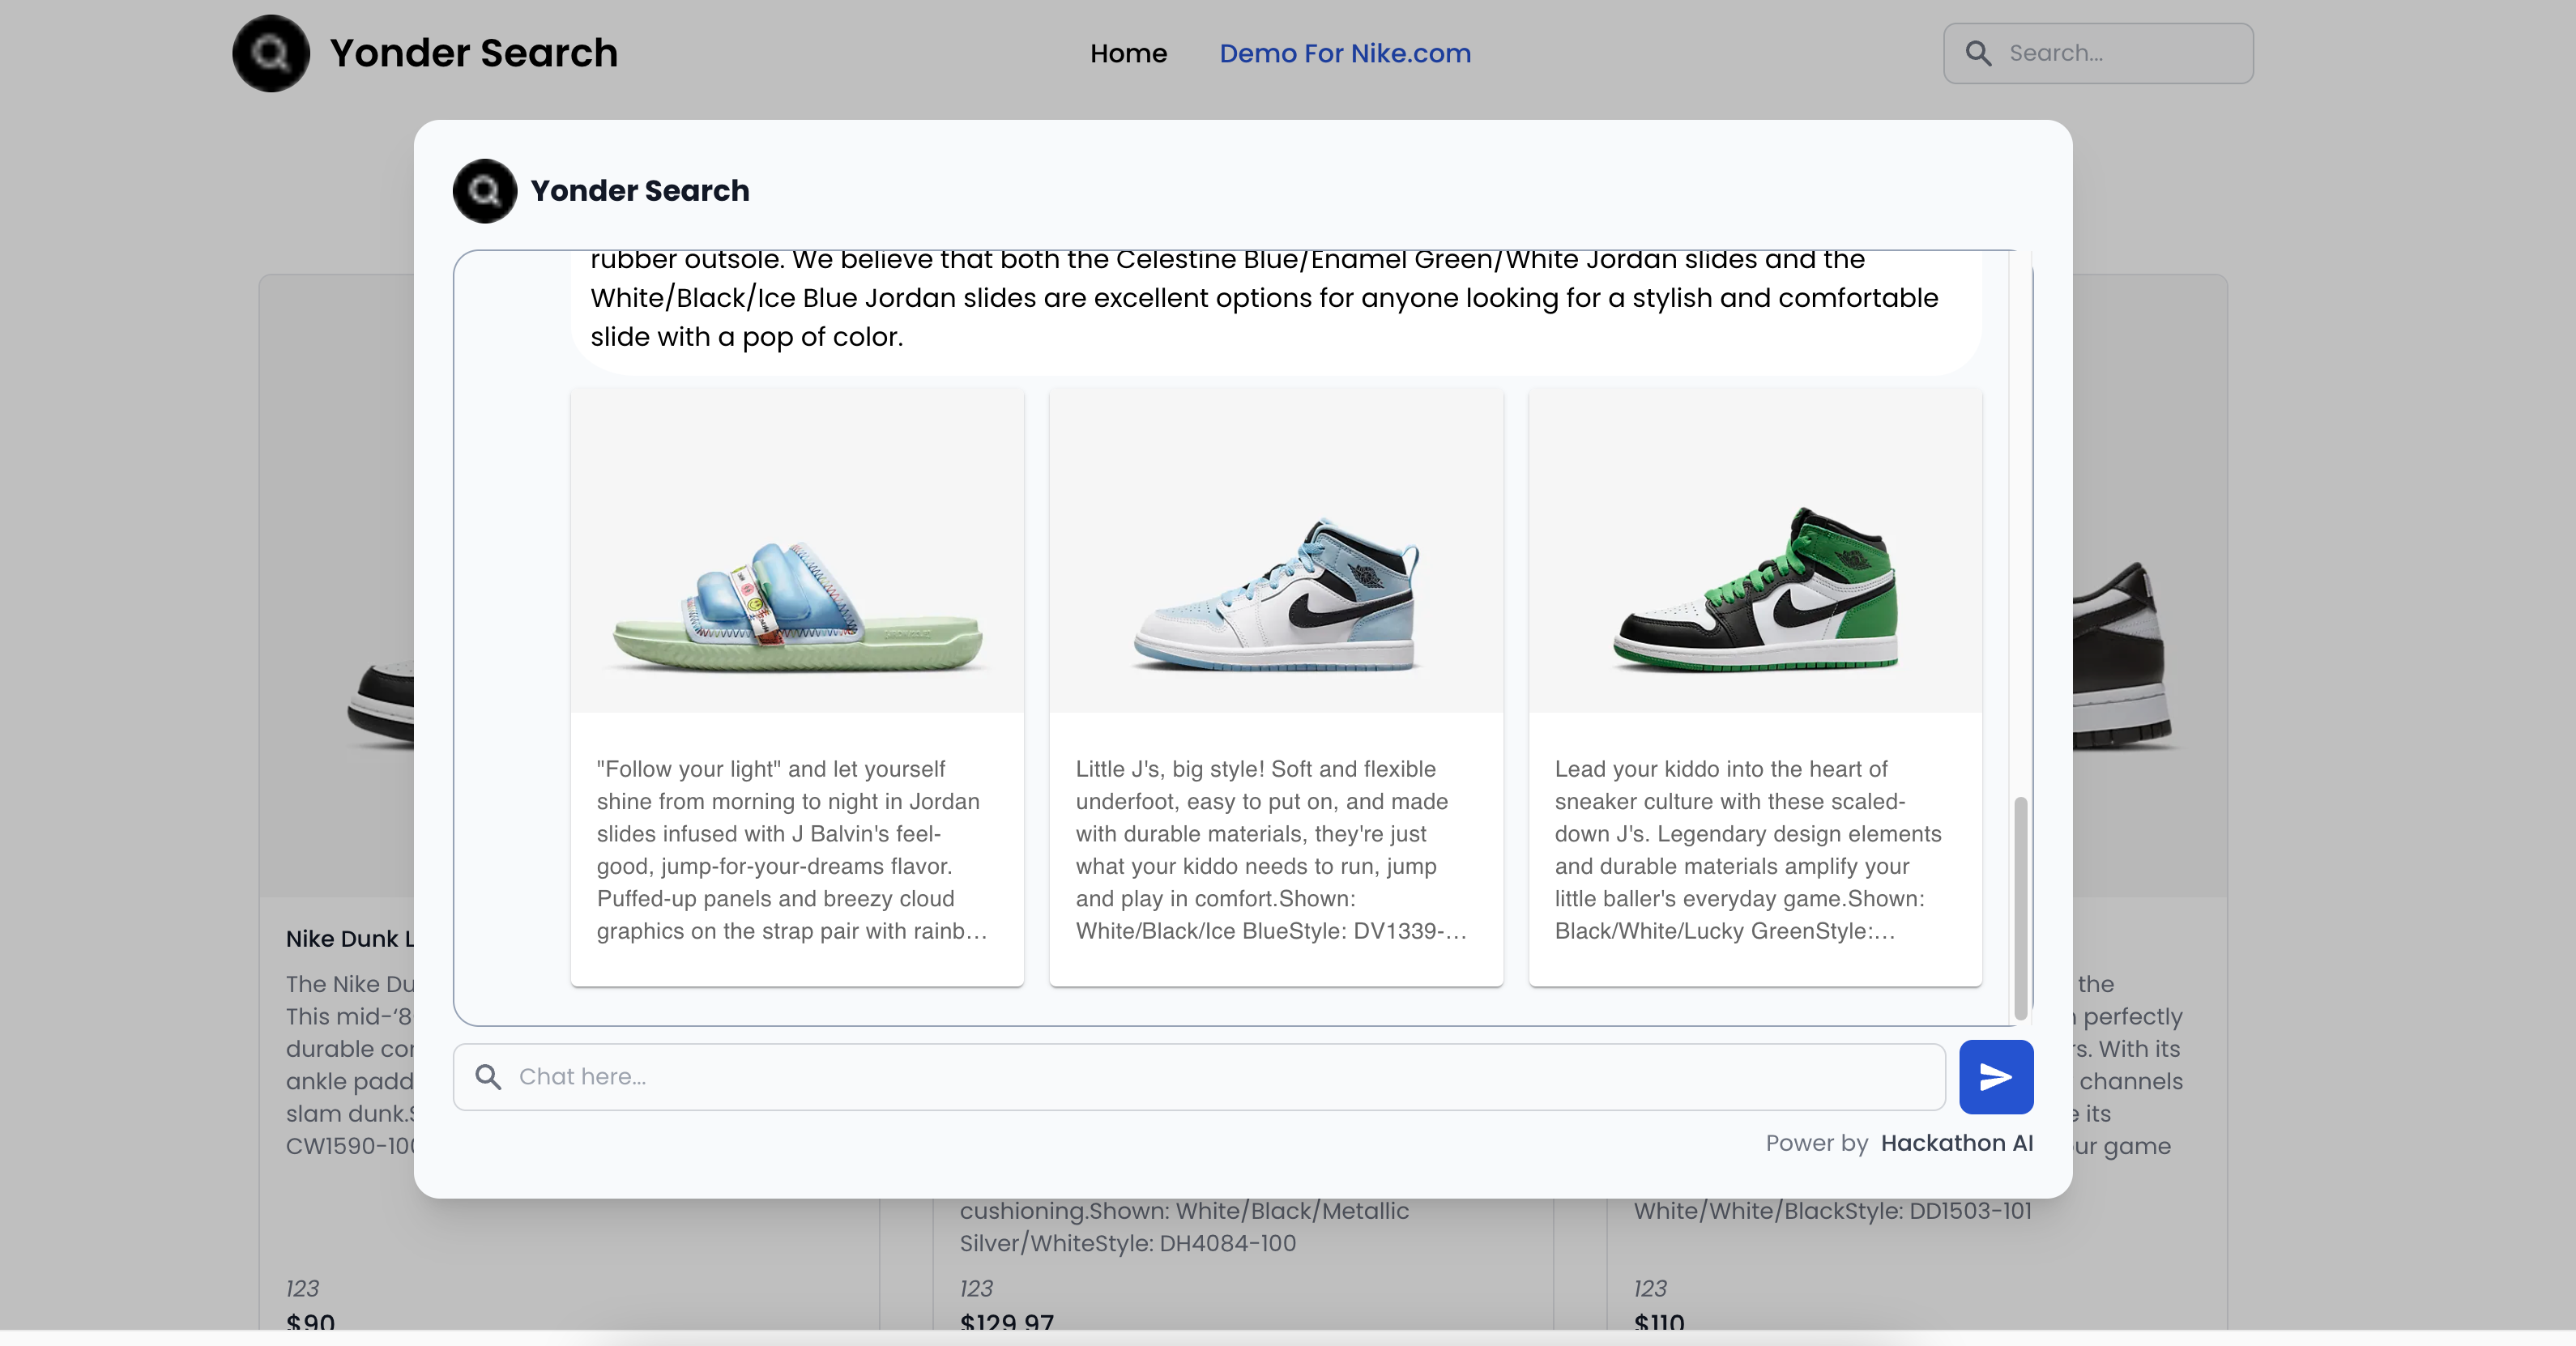 Yonder Search
Home
Demo For Nike.com
Search...
Yonder Search
rubber outsole. We believe that both the Celestine Blue/Enamel Green/White Jordan slides and the
White/Black/Ice Blue Jordan slides are excellent options for anyone looking for a stylish and comfortable
slide with a pop of color.
"Follow your light" and let yourself
shine from morning to night in Jordan
slides infused with J Balvin's feel-
good, jump-for-your-dreams flavor.
Puffed-up panels and breezy cloud
graphics on the strap pair with rainb...
Little J's, big style! Soft and flexible
underfoot, easy to put on, and made
with durable materials, they're just
what your kiddo needs to run, jump
and play in comfort.Shown:
White/Black/Ice BlueStyle: DV1339-...
Lead your kiddo into the heart of
sneaker culture with these scaled-
down J's. Legendary design elements
and durable materials amplify your
little baller's everyday game.Shown:
Black/White/Lucky GreenStyle:...
Chat here...
Power by Hackathon AI
Nike Dunk L
The Nike Du
This mid-‘8
durable
ankle padd
slam dunk.
CW1590-100
cushioning.Shown: White/Black/Metallic
Silver/WhiteStyle: DH4084-100
the
perfectly
rs. With its
channels
its
ur game
White/White/BlackStyle: DD1503-101
123
$90
123
$129.97
123
$110